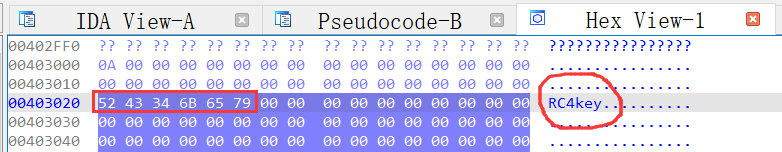 IDA View-A Pseudocode-B Hex View-1
00402FF0 ?? ?? ?? ?? ?? ?? ?? ?? ?? ?? ?? ?? ?? ?? ?? ?? ????????????????
00403000 0A 00 00 00 00 00 00 00 00 00 00 00 00 00 00 00 ................
00403010 00 00 00 00 00 00 00 00 00 00 00 00 00 00 00 00 ................
00403020 52 43 34 6B 65 79 00 00 00 00 00 00 00 00 00 00 RC4key..........
00403030 00 00 00 00 00 00 00 00 00 00 00 00 00 00 00 00 ................
00403040 00 00 00 00 00 00 00 00 00 00 00 00 00 00 00 00 ................